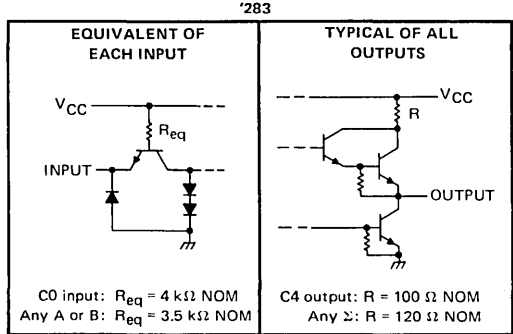 '283
EQUIVALENT OF
EACH INPUT
VCC
Req
INPUT
C0 input: Req = 4 kΩ NOM
Any A or B: Req = 3.5 kΩ NOM
TYPICAL OF ALL
OUTPUTS
VCC
R
OUTPUT
C4 output: R = 100 Ω NOM
Any Σ: R = 120 Ω NOM